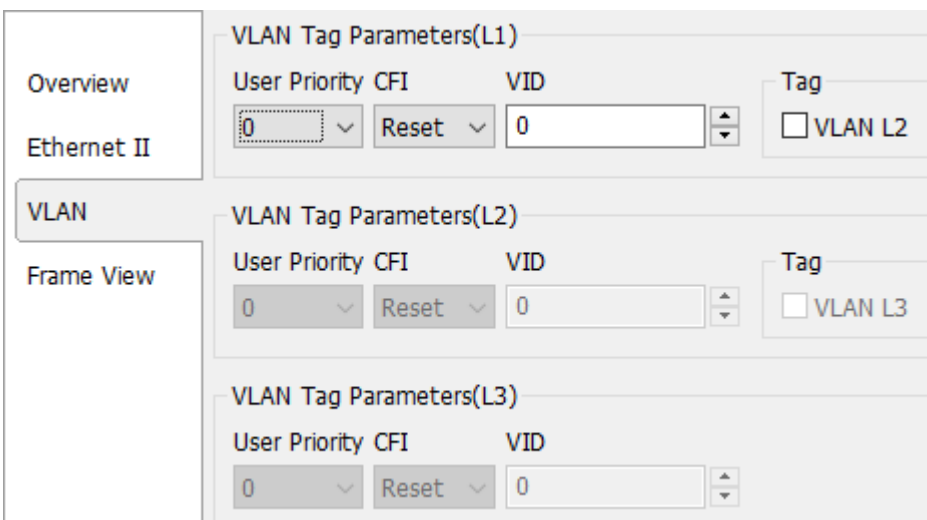 VLAN Tag Parameters(L1)
Overview
User Priority CFI VID Tag
0 Reset 0 VLAN L2
Ethernet II
VLAN
VLAN Tag Parameters(L2)
User Priority CFI VID Tag
Frame View
0 Reset 0 VLAN L3
VLAN Tag Parameters(L3)
User Priority CFI VID
0 Reset 0